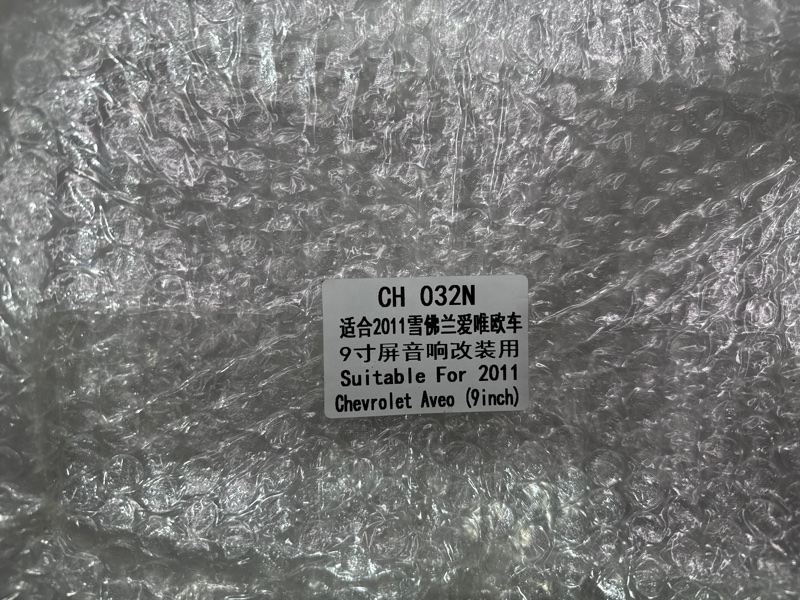 CH 032N
适合2011雪佛兰爱唯欧车
9寸屏音响改装用
Suitable For 2011
Chevrolet Aveo (9inch)